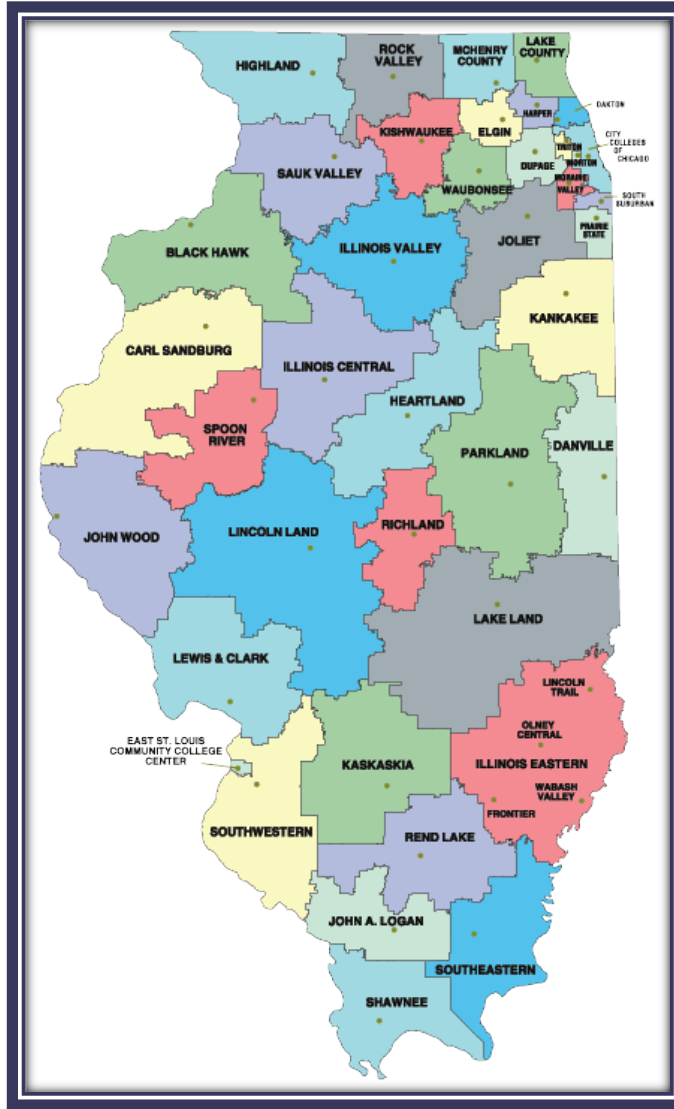 LAKE
COUNTY
ROCK
VALLEY
MCHENRY
COUNTY
HIGHLAND
OAKTON
HARPER
KISHWAUKEE
ELGIN
CITY
COLLEGES
OF
CHICAGO
TRITON
MORTON
DUPAGE
SAUK VALLEY
MORAINE
VALLEY
WAUBONSEE
SOUTH
SUBURBAN
PRAIRIE
STATE
BLACK HAWK
ILLINOIS VALLEY
JOLIET
KANKAKEE
CARL SANDBURG
ILLINOIS CENTRAL
HEARTLAND
SPOON
RIVER
DANVILLE
PARKLAND
RICHLAND
LINCOLN LAND
JOHN WOOD
LAKE LAND
LEWIS & CLARK
LINCOLN
TRAIL
OLNEY
CENTRAL
EAST ST. LOUIS
COMMUNITY COLLEGE
CENTER
KASKASKIA
ILLINOIS EASTERN
WABASH
VALLEY
FRONTIER
SOUTHWESTERN
REND LAKE
JOHN A. LOGAN
SOUTHEASTERN
SHAWNEE